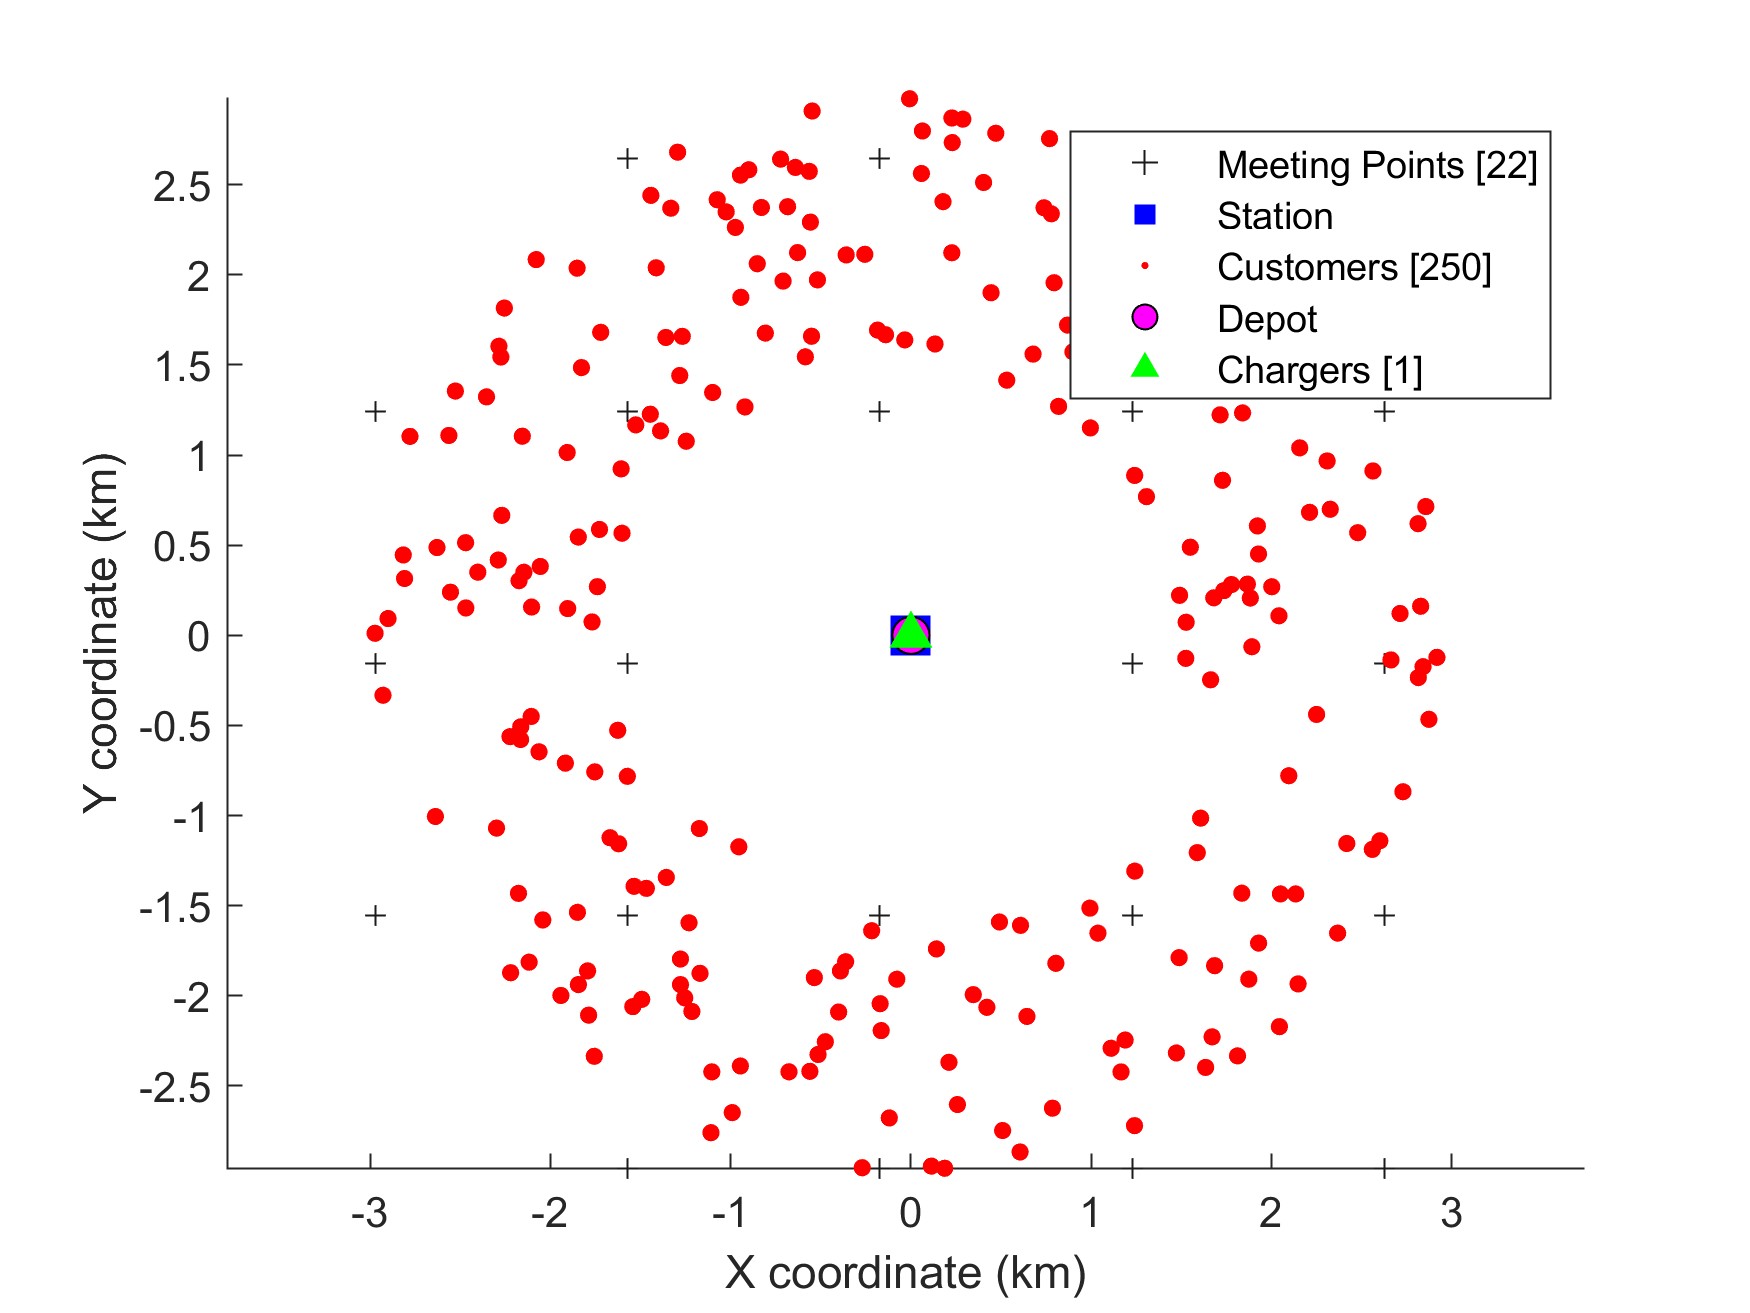 Meeting Points [22]
Station
Customers [250]
Depot
Chargers [1]
Y coordinate (km)
2.5
2
1.5
1
0.5
0
-0.5
-1
-1.5
-2
-2.5
-3
-2
-1
0
1
2
3
X coordinate (km)